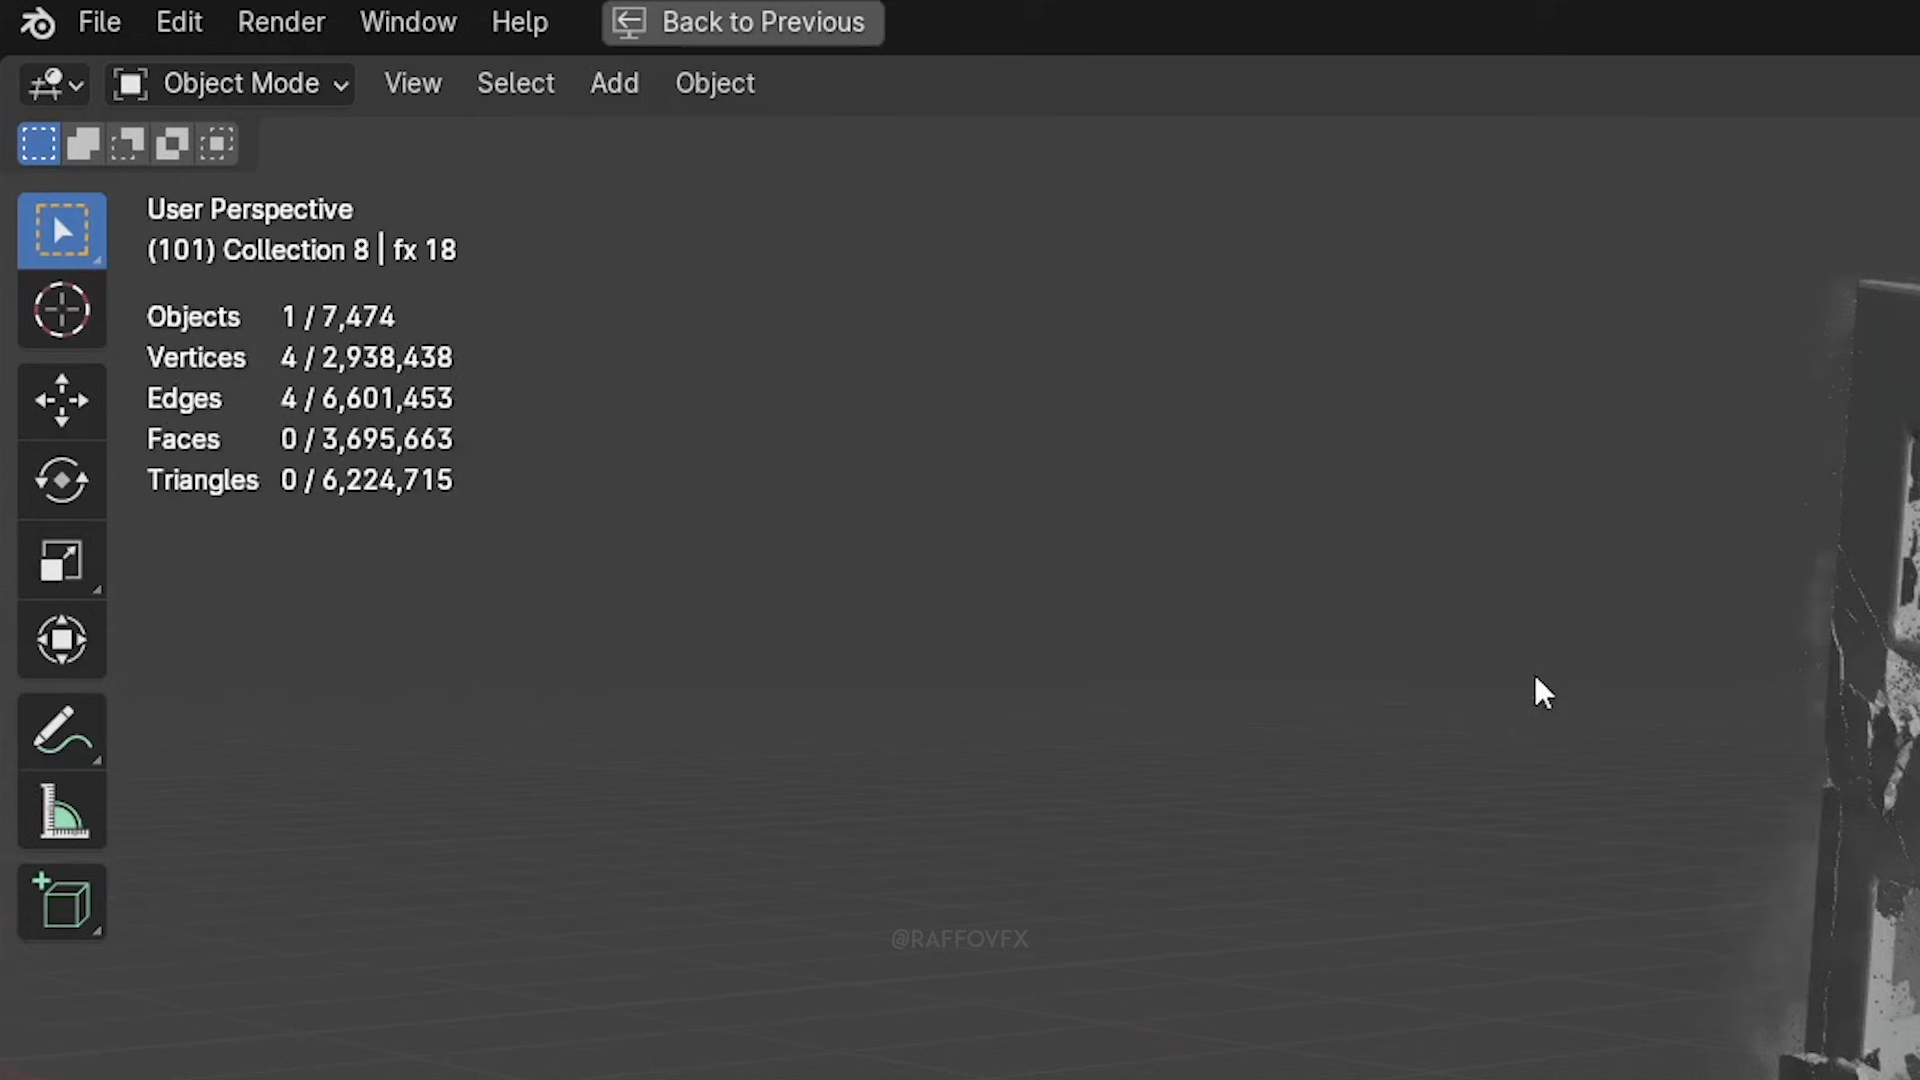 File Edit Render Window Help Back to Previous
Object Mode View Select Add Object
User Perspective
(101) Collection 8 | fx 18
Objects 1 / 7,474
Vertices 4 / 2,938,438
Edges 4 / 6,601,453
Faces 0 / 3,695,663
Triangles 0 / 6,224,715
@RAFFOVFX